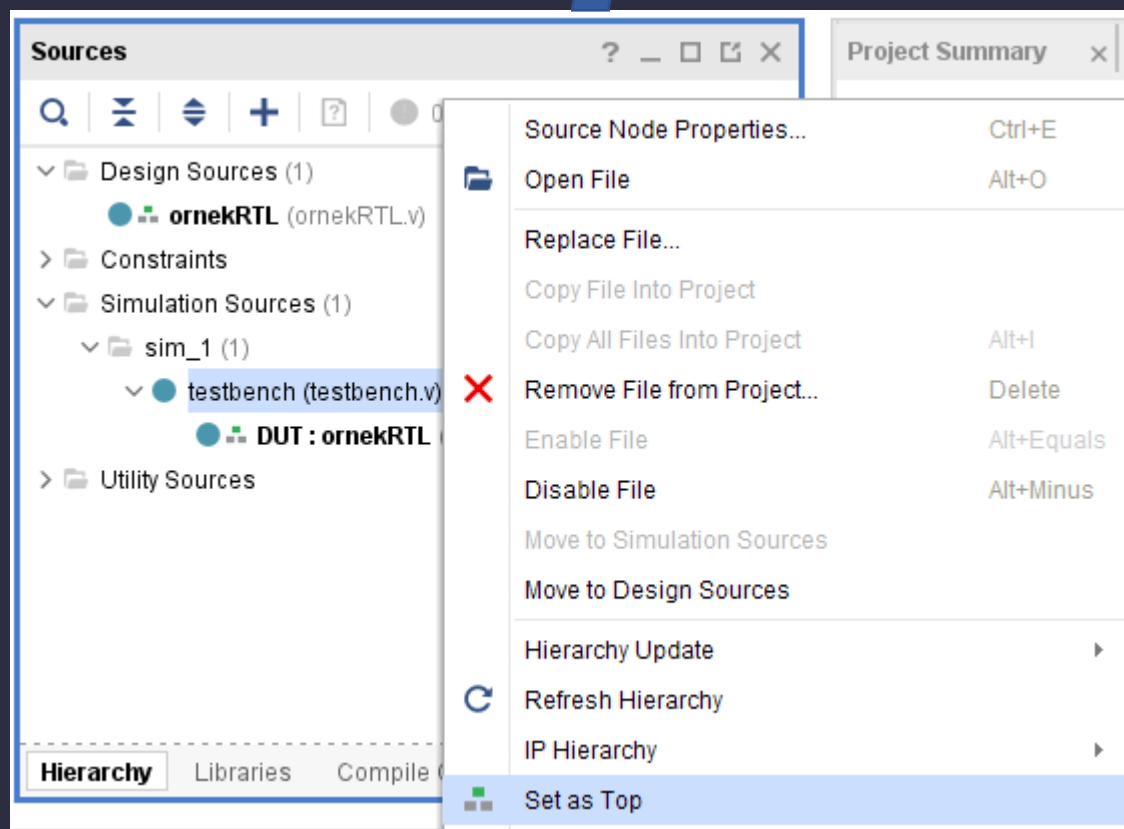 Sources
Project Summary
Design Sources (1)
ornekRTL (ornekRTL.v)
Constraints
Simulation Sources (1)
sim_1 (1)
testbench (testbench.v)
DUT : ornekRTL
Utility Sources
Hierarchy Libraries Compile
Source Node Properties... Ctrl+E
Open File Alt+O
Replace File...
Copy File Into Project
Copy All Files Into Project Alt+I
Remove File from Project... Delete
Enable File Alt+Equals
Disable File Alt+Minus
Move to Simulation Sources
Move to Design Sources
Hierarchy Update
Refresh Hierarchy
IP Hierarchy
Set as Top